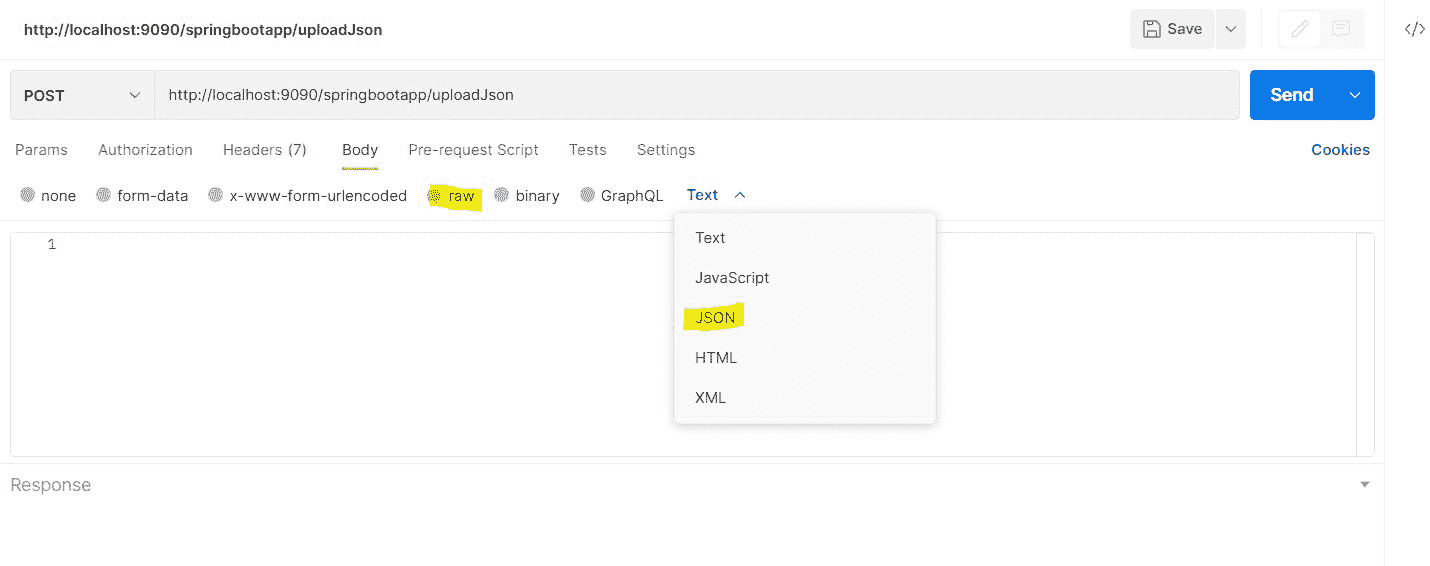 http://localhost:9090/springbootapp/uploadJson
Save
</>
POST
http://localhost:9090/springbootapp/uploadJson
Send
Params Authorization Headers (7) Body Pre-request Script Tests Settings Cookies
none form-data x-www-form-urlencoded raw binary GraphQL Text
Text
1
JavaScript
JSON
HTML
XML
Response